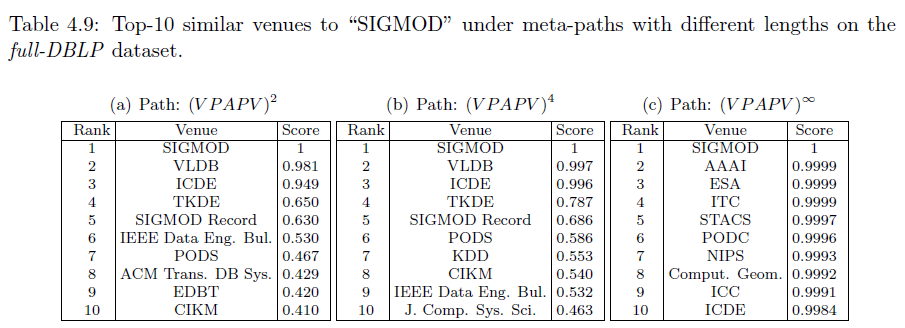 Table 4.9: Top-10 similar venues to “SIGMOD” under meta-paths with different lengths on the
full-DBLP dataset.
(a) Path: (VPAPV)²
Rank Venue Score
1 SIGMOD 1
2 VLDB 0.981
3 ICDE 0.949
4 TKDE 0.650
5 SIGMOD Record 0.630
6 IEEE Data Eng. Bul. 0.530
7 PODS 0.467
8 ACM Trans. DB Sys. 0.429
9 EDBT 0.420
10 CIKM 0.410
(b) Path: (VPAPV)⁴
Rank Venue Score
1 SIGMOD 1
2 VLDB 0.997
3 ICDE 0.996
4 TKDE 0.787
5 SIGMOD Record 0.686
6 PODS 0.586
7 KDD 0.553
8 CIKM 0.540
9 IEEE Data Eng. Bul. 0.532
10 J. Comp. Sys. Sci. 0.463
(c) Path: (VPAPV)∞
Rank Venue Score
1 SIGMOD 1
2 AAAI 0.9999
3 ESA 0.9999
4 ITC 0.9999
5 STACS 0.9997
6 PODC 0.9996
7 NIPS 0.9993
8 Comput. Geom. 0.9992
9 ICC 0.9991
10 ICDE 0.9984